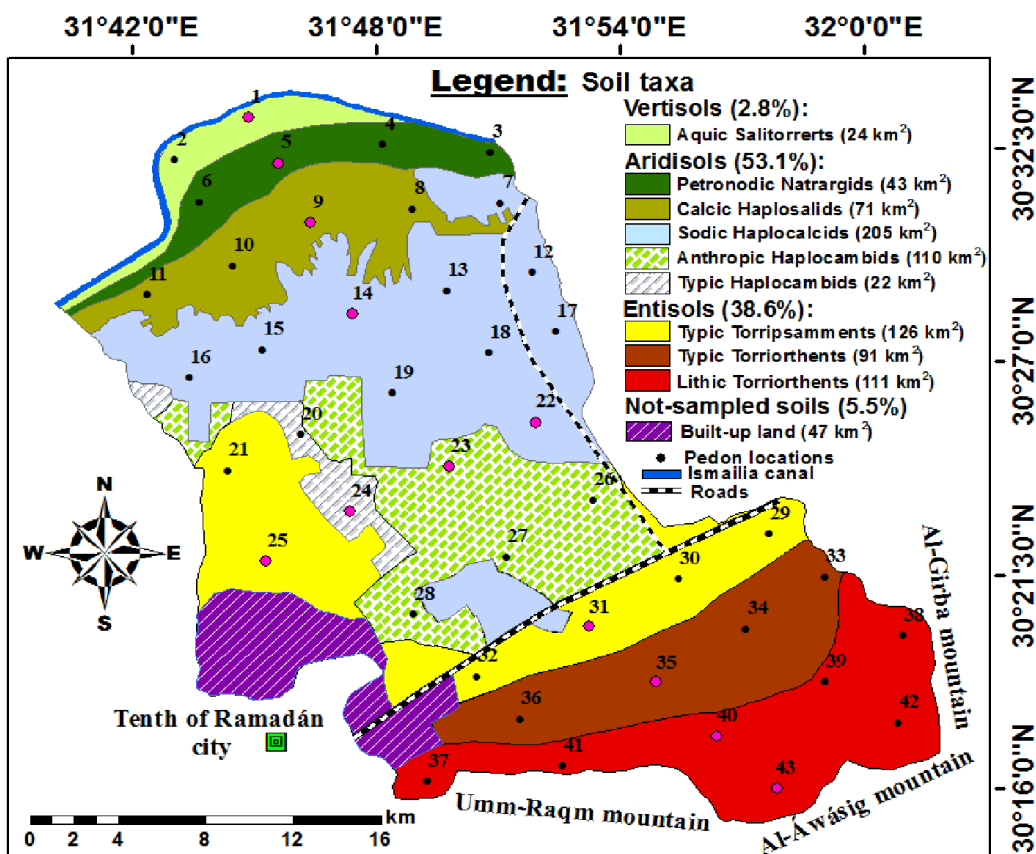 31°42'0"E 31°48'0"E 31°54'0"E 32°0'0"E
Legend: Soil taxa
Vertisols (2.8%):
Aquic Salitorrerts (24 km²)
Aridisols (53.1%):
Petronodic Natrargids (43 km²)
Calcic Haplosalids (71 km²)
Sodic Haplocalcids (205 km²)
Anthropic Haplocambids (110 km²)
Typic Haplocambids (22 km²)
Entisols (38.6%):
Typic Torripsamments (126 km²)
Typic Torriorthents (91 km²)
Lithic Torriorthents (111 km²)
Not-sampled soils (5.5%)
Built-up land (47 km²)
Pedon locations
Ismailia canal
Roads
30°32'30"N
30°27'0"N
30°21'30"N
30°16'0"N
1
2
3
4
5
6
7
8
9
10
11
12
13
14
15
16
17
18
19
20
21
22
23
24
25
26
27
28
29
30
31
32
33
34
35
36
37
38
39
40
41
42
43
N
W E
S
Tenth of Ramadán
city
Al-Girba mountain
Umm-Raqm mountain
Al-Áwásig mountain
0 2 4 8 12 16 km